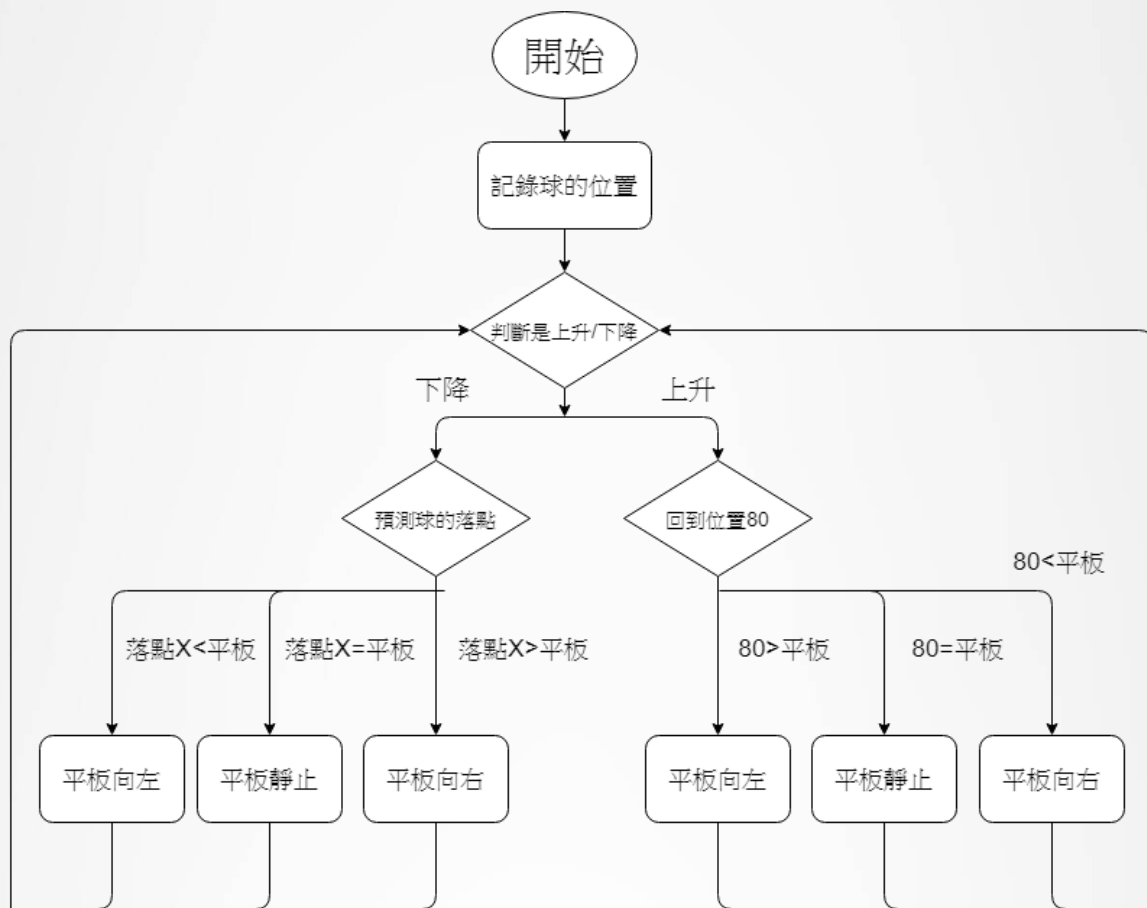 開始
記錄球的位置
判斷是上升/下降
下降
上升
預測球的落點
回到位置80
80<平板
落點X<平板
落點X=平板
落點X>平板
80>平板
80=平板
平板向左
平板靜止
平板向右
平板向左
平板靜止
平板向右